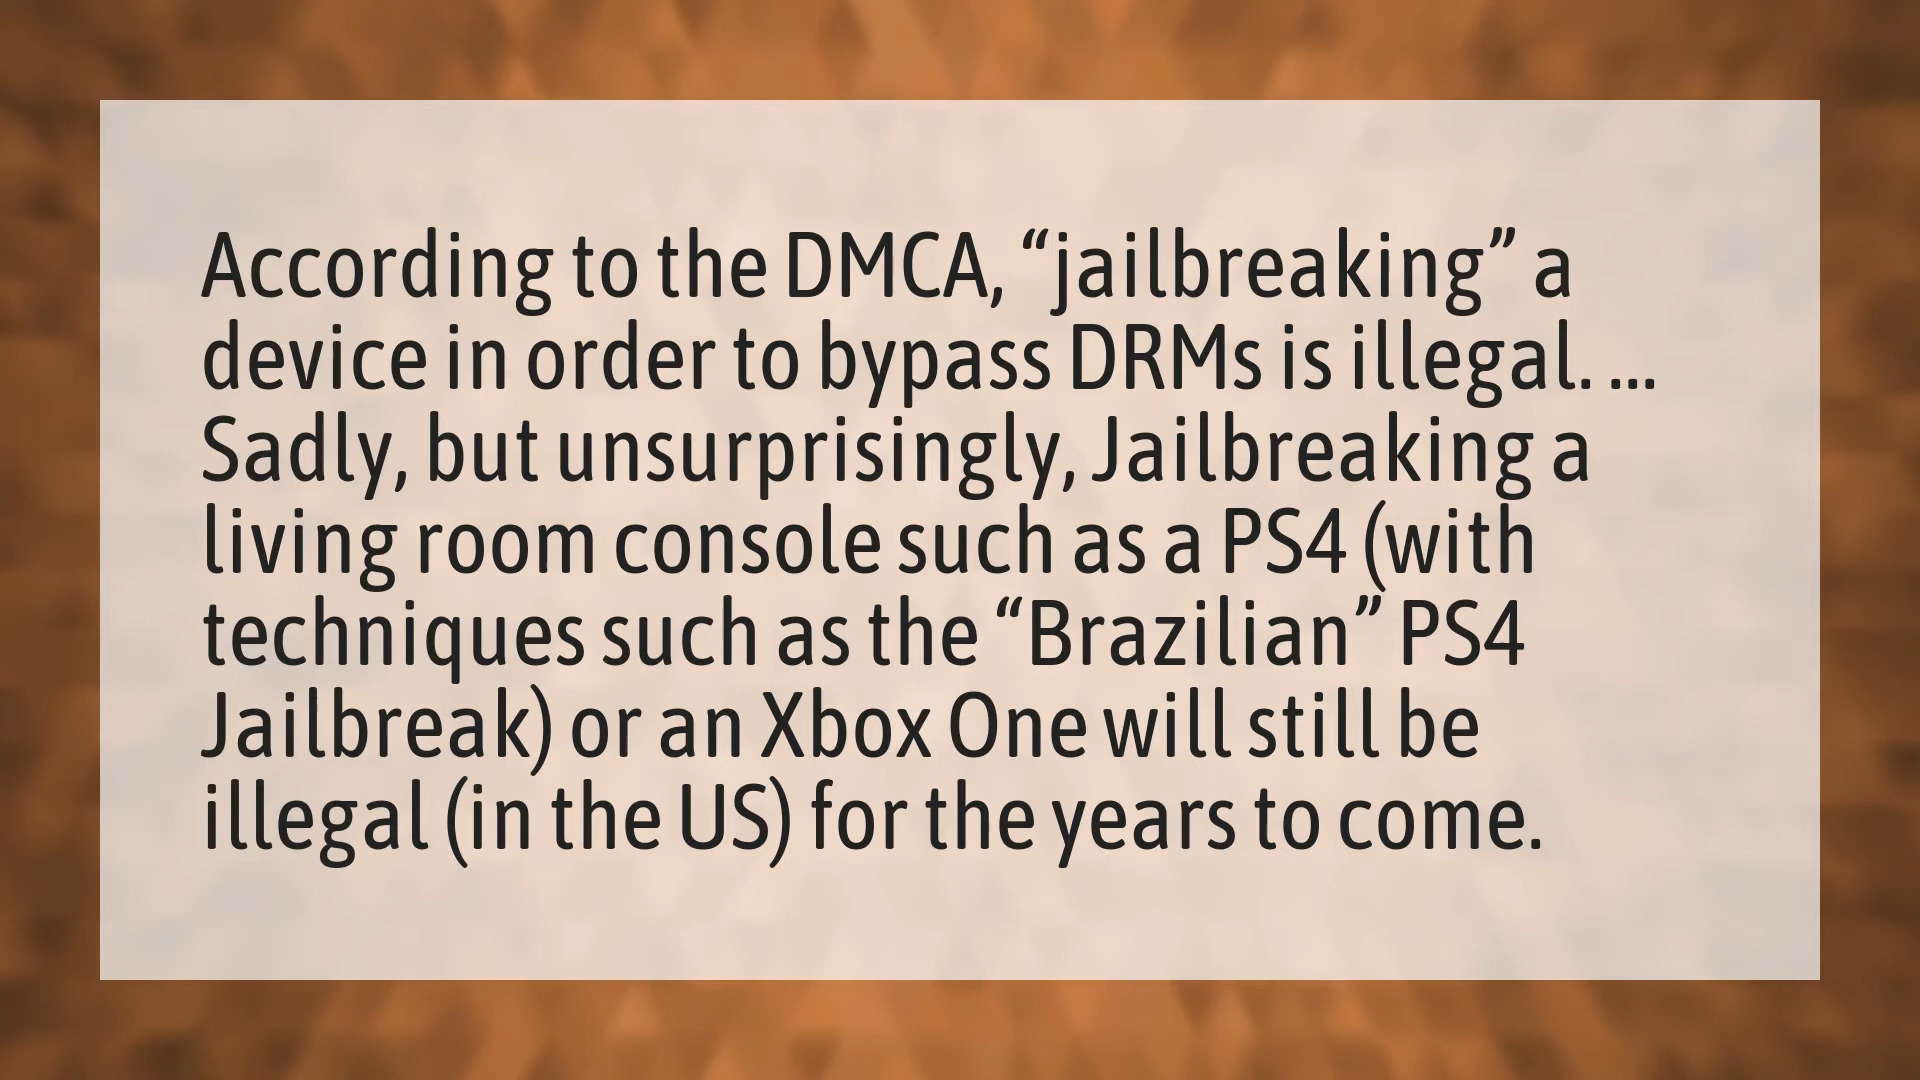 According to the DMCA, “jailbreaking” a
device in order to bypass DRMs is illegal. ...
Sadly, but unsurprisingly, Jailbreaking a
living room console such as a PS4 (with
techniques such as the “Brazilian” PS4
Jailbreak) or an Xbox One will still be
illegal (in the US) for the years to come.